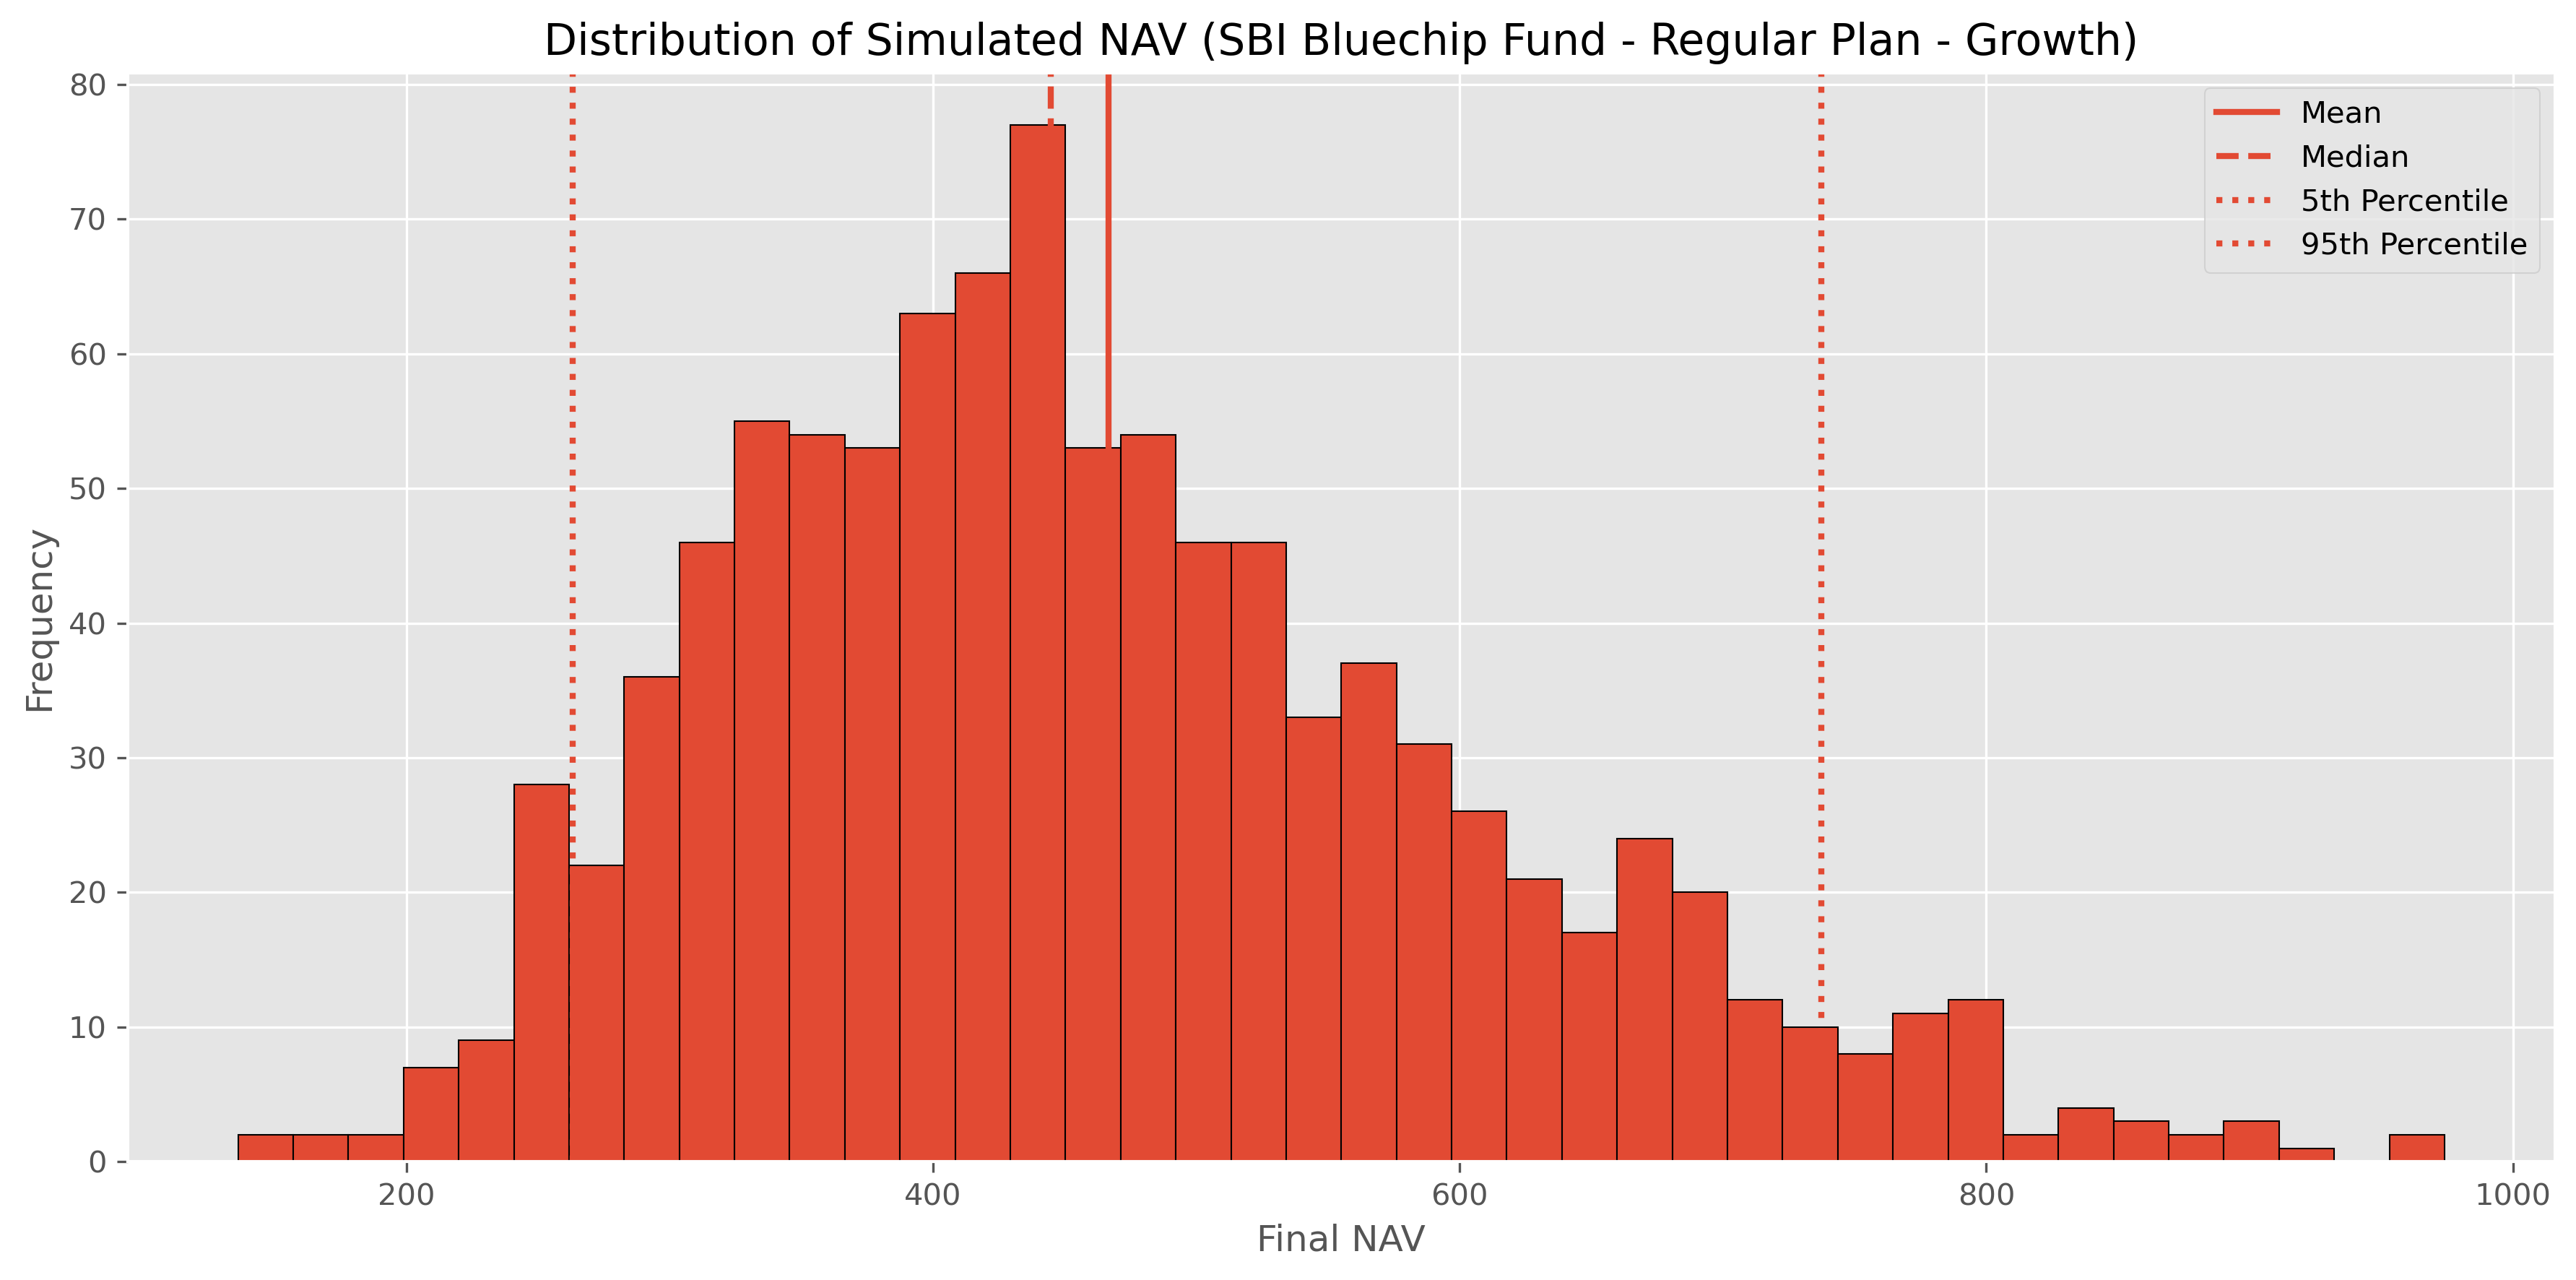 Distribution of Simulated NAV (SBI Bluechip Fund - Regular Plan - Growth)
80
70
60
50
40
30
20
10
0
Frequency
Mean
Median
5th Percentile
95th Percentile
200
400
600
800
1000
Final NAV